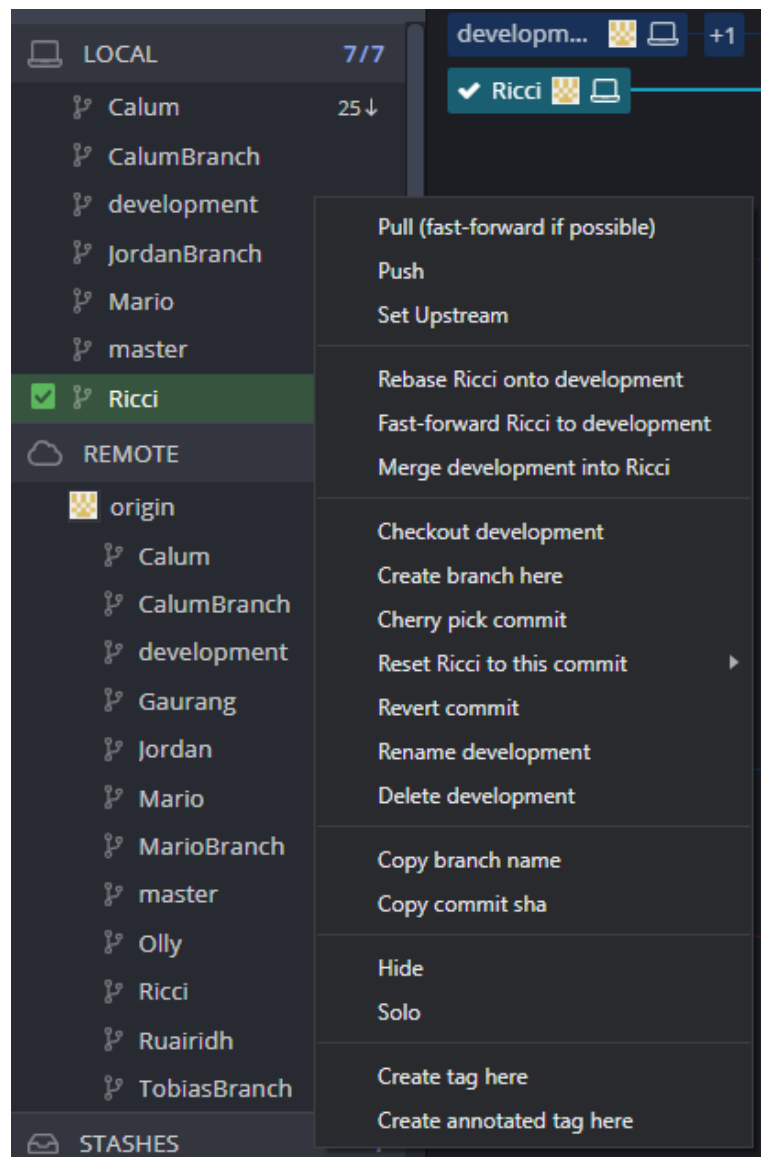 LOCAL 7/7
Calum 25↓
CalumBranch
development
JordanBranch
Mario
master
Ricci
REMOTE
origin
Calum
CalumBranch
development
Gaurang
Jordan
Mario
MarioBranch
master
Olly
Ricci
Ruairidh
TobiasBranch
STASHES
developm... +1
Ricci
Pull (fast-forward if possible)
Push
Set Upstream
Rebase Ricci onto development
Fast-forward Ricci to development
Merge development into Ricci
Checkout development
Create branch here
Cherry pick commit
Reset Ricci to this commit
Revert commit
Rename development
Delete development
Copy branch name
Copy commit sha
Hide
Solo
Create tag here
Create annotated tag here